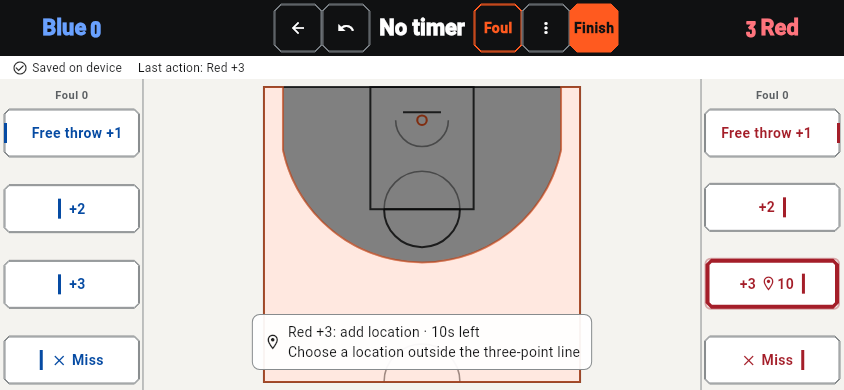 Blue 0
No timer
Foul
Finish
3 Red
Saved on device
Last action: Red +3
Foul 0
Free throw +1
+2
+3
Miss
Foul 0
Free throw +1
+2
+3 10
Miss
Red +3: add location · 10s left
Choose a location outside the three-point line